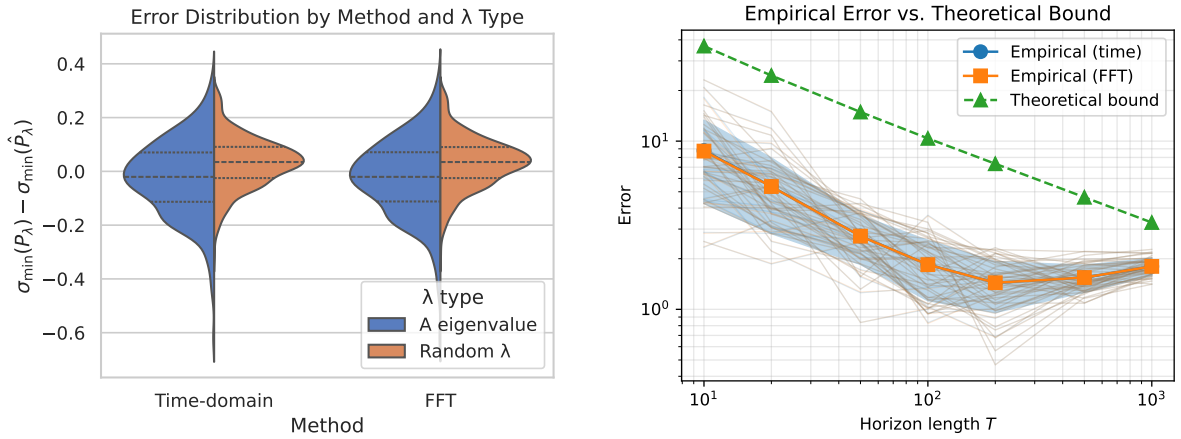 Error Distribution by Method and λ Type
σmin(Pλ) − σmin(P̂λ)
0.4
0.2
0.0
−0.2
−0.4
−0.6
λ type
A eigenvalue
Random λ
Time-domain
FFT
Method
Empirical Error vs. Theoretical Bound
Error
10¹
10⁰
Empirical (time)
Empirical (FFT)
Theoretical bound
10¹
10²
10³
Horizon length T